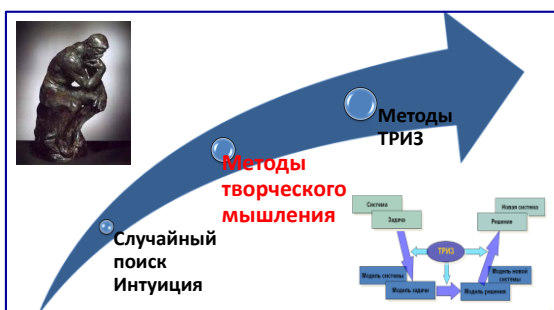 Методы
ТРИЗ
Методы
творческого
мышления
Случайный
поиск
Интуиция
Система
Задача
Новая система
Решение
ТРИЗ
Модель системы
Модель задачи
Модель новой
системы
Модель решения